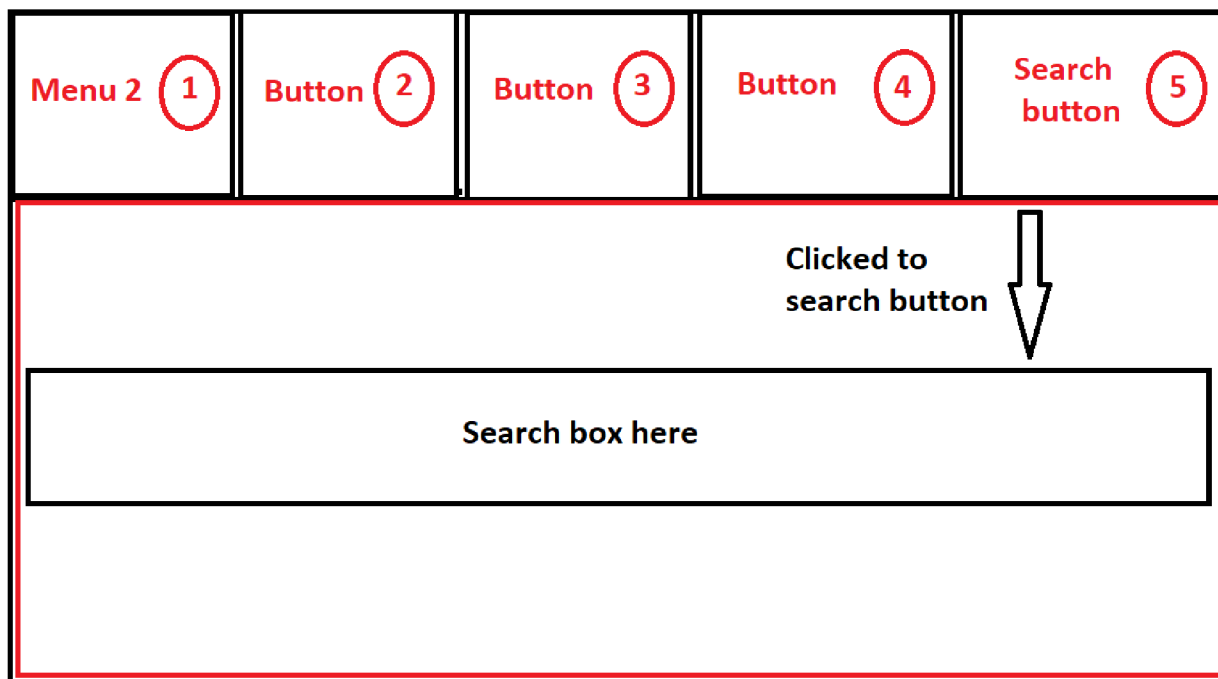 Menu 2 1
Button 2
Button 3
Button 4
Search
button 5
Clicked to
search button
Search box here